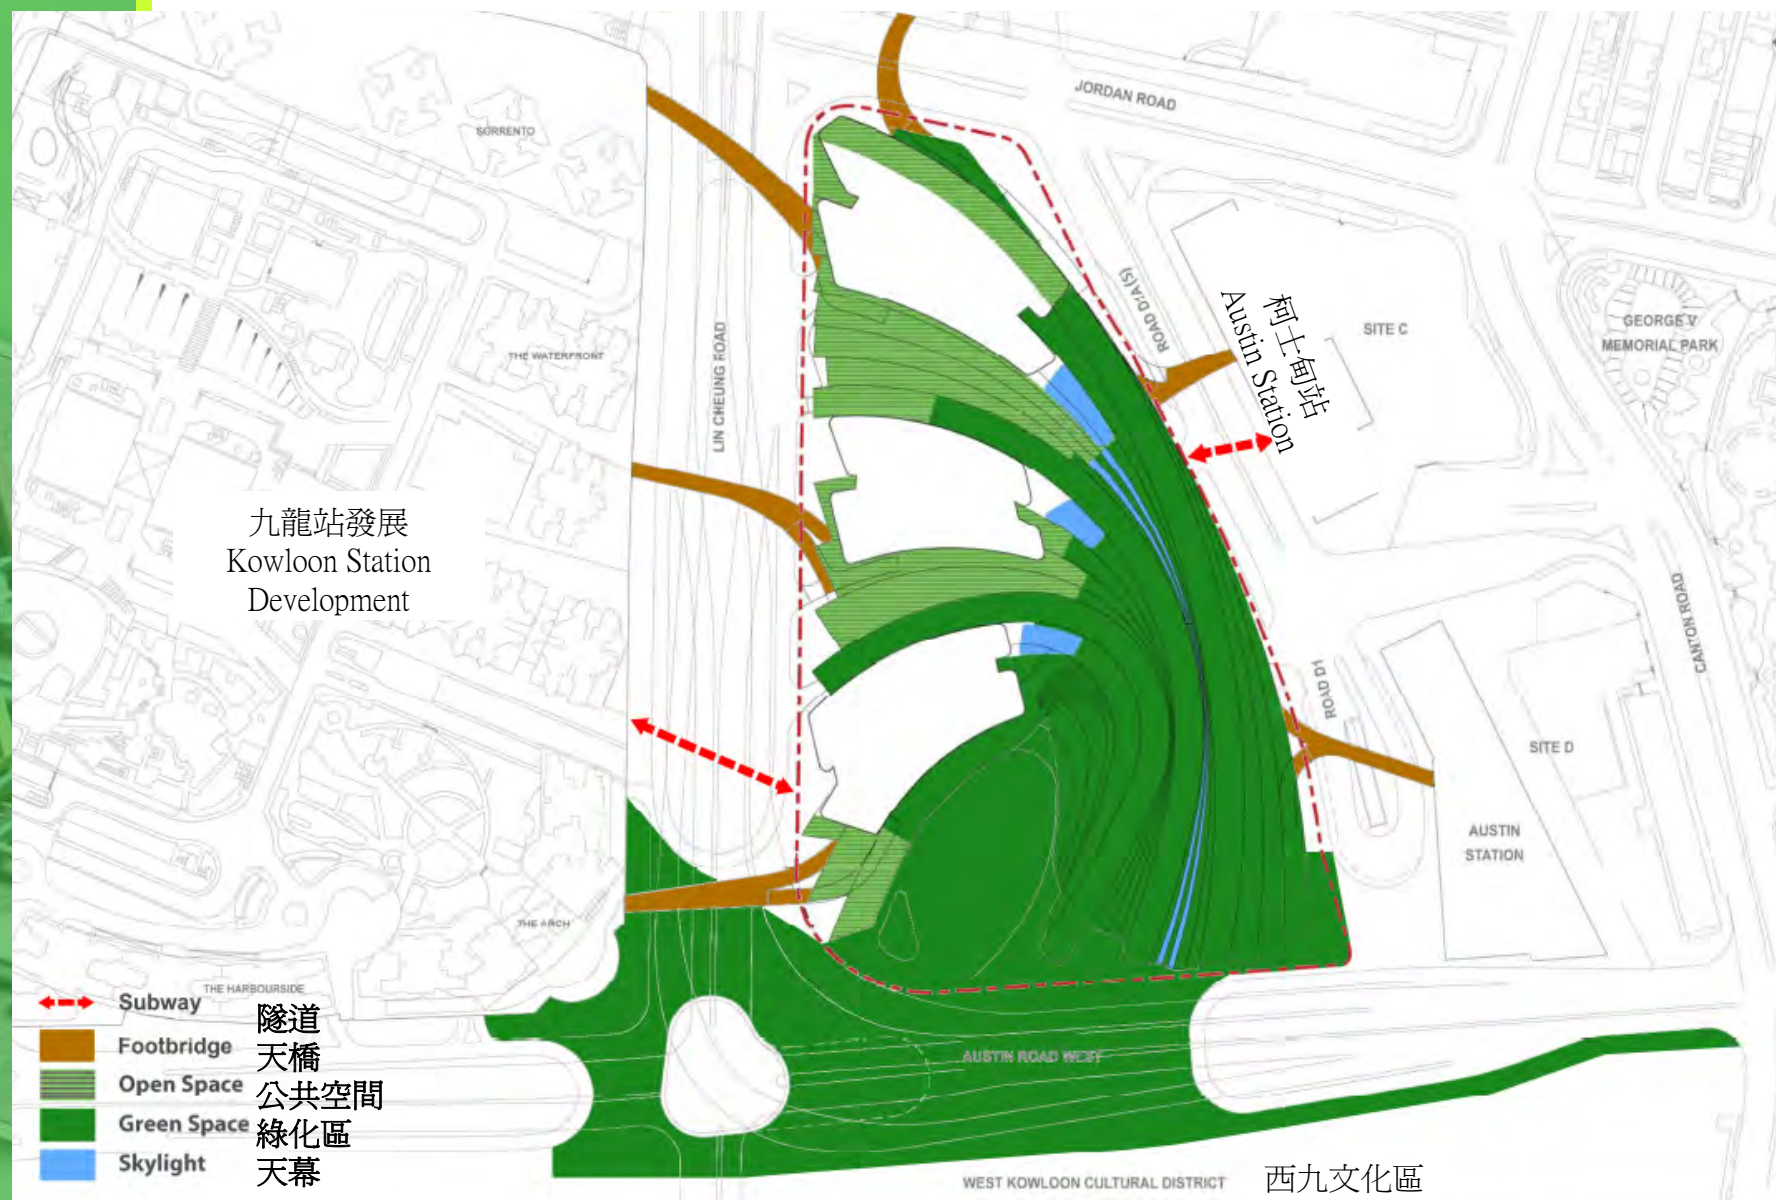 JORDAN ROAD
SORRENTO
ROAD D1A(S)
柯士甸站
Austin Station
SITE C
GEORGE V
MEMORIAL PARK
THE WATERFRONT
LIN CHEUNG ROAD
九龍站發展
Kowloon Station
Development
CANTON ROAD
ROAD D1
SITE D
AUSTIN
STATION
THE ARCH
THE HARBOURSIDE
Subway 隧道
Footbridge 天橋
Open Space 公共空間
Green Space 綠化區
Skylight 天幕
AUSTIN ROAD WEST
WEST KOWLOON CULTURAL DISTRICT 西九文化區